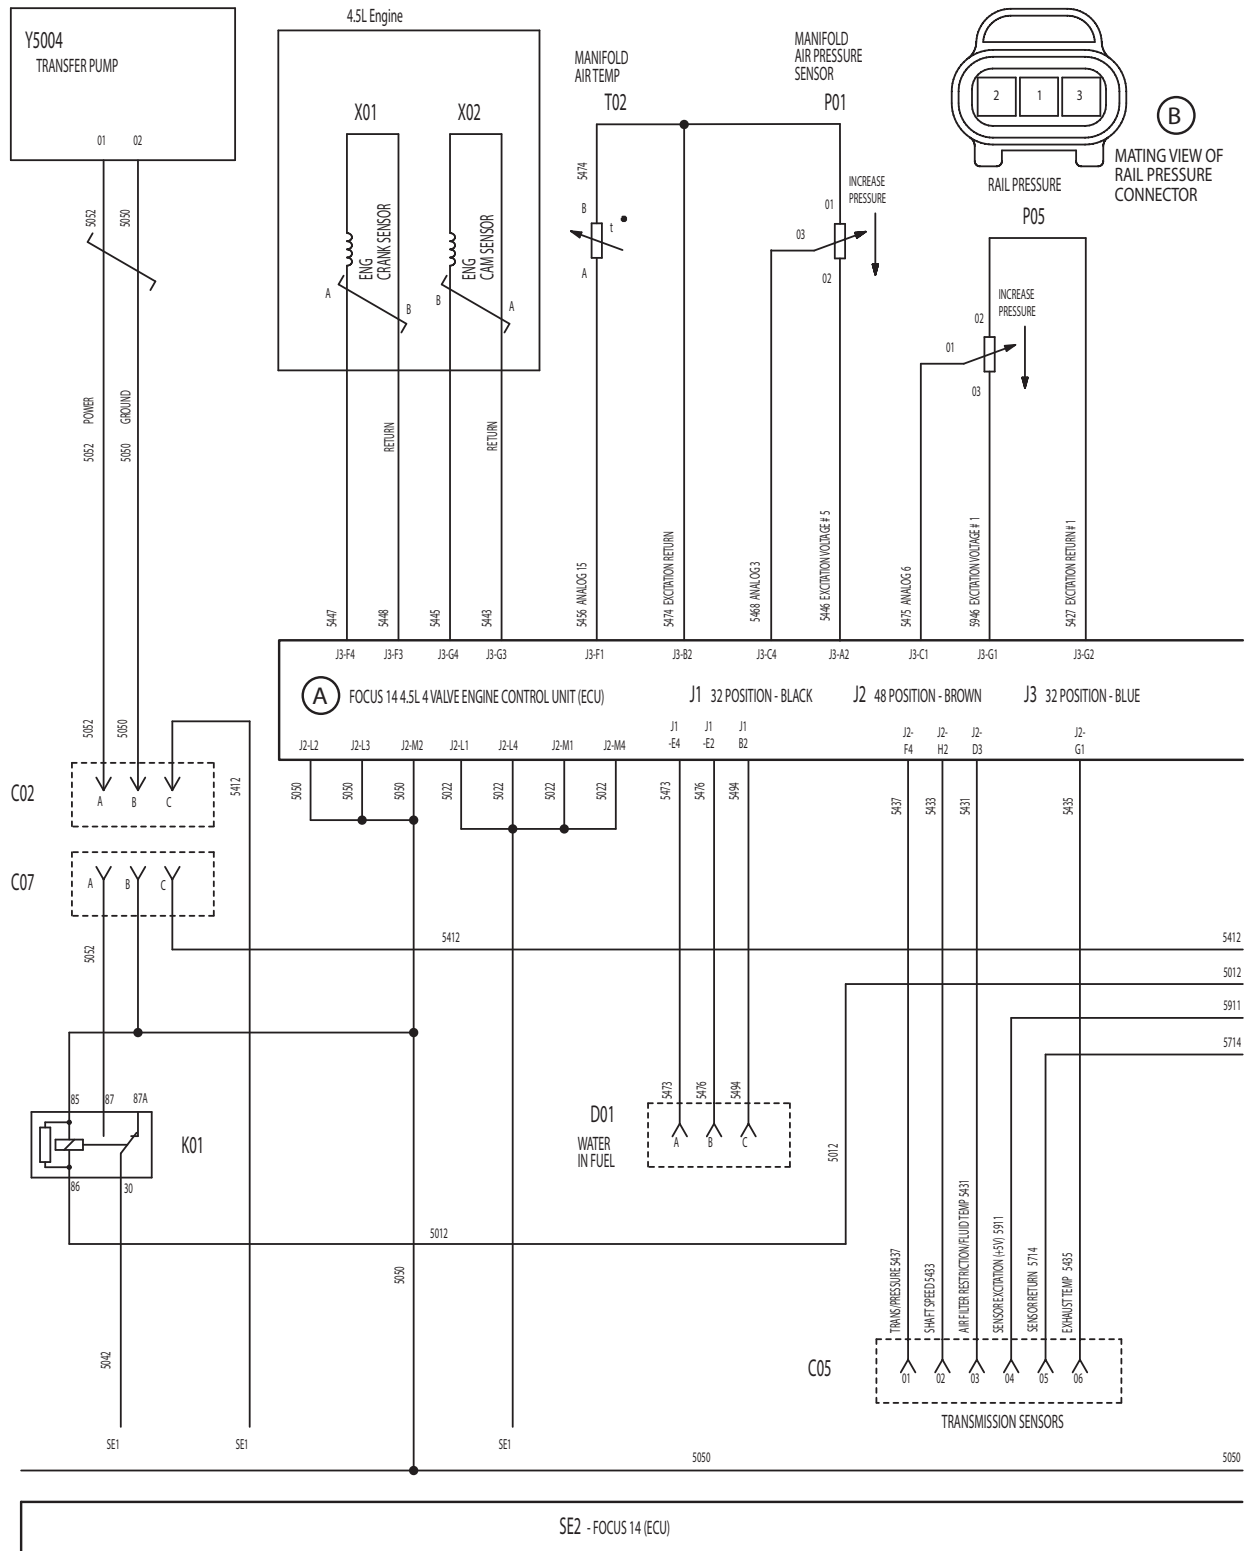 4.5L Engine
Y5004
TRANSFER PUMP
01 02
5052
5050
POWER
GROUND
5052
5050
5052
5050
X01
X02
ENG
CRANK SENSOR
ENG
CAM SENSOR
A
B
B
A
RETURN
RETURN
5447
5448
5445
5443
MANIFOLD
AIR TEMP
T02
5474
B
t
A
5456 ANALOG 15
5474 EXCITATION RETURN
MANIFOLD
AIR PRESSURE
SENSOR
P01
INCREASE
PRESSURE
01
03
02
5468 ANALOG 3
5446 EXCITATION VOLTAGE # 5
2 1 3
B
MATING VIEW OF
RAIL PRESSURE
CONNECTOR
RAIL PRESSURE
P05
INCREASE
PRESSURE
02
01
03
5475 ANALOG 6
5946 EXCITATION VOLTAGE # 1
5427 EXCITATION RETURN # 1
J3-F4 J3-F3 J3-G4 J3-G3 J3-F1 J3-B2 J3-C4 J3-A2 J3-C1 J3-G1 J3-G2
A FOCUS 14 4.5L 4 VALVE ENGINE CONTROL UNIT (ECU) J1 32 POSITION - BLACK J2 48 POSITION - BROWN J3 32 POSITION - BLUE
J2-L2 J2-L3 J2-M2 J2-L1 J2-L4 J2-M1 J2-M4
J1
-E4
J1
-E2
J1
B2
J2-
F4
J2-
H2
J2-
D3
J2-
G1
5050 5050 5050 5022 5022 5022 5022
5473 5476 5494
5437 5433 5431 5435
C02
A B C
5412
C07
A B C
5052
5412 5412
5012
5911
5714
85 87 87A
K01
86 30
5012
5012
5042
5050
D01
WATER
IN FUEL
5473 5476 5494
A B C
TRANS/PRESSURE 5437
SHAFT SPEED 5433
AIR FILTER RESTRICTION/FLUID TEMP 5431
SENSOR EXCITATION (+5V) 5911
SENSOR RETURN 5714
EXHAUST TEMP 5435
C05
01 02 03 04 05 06
TRANSMISSION SENSORS
SE1 SE1 SE1
5050 5050
SE2 - FOCUS 14 (ECU)